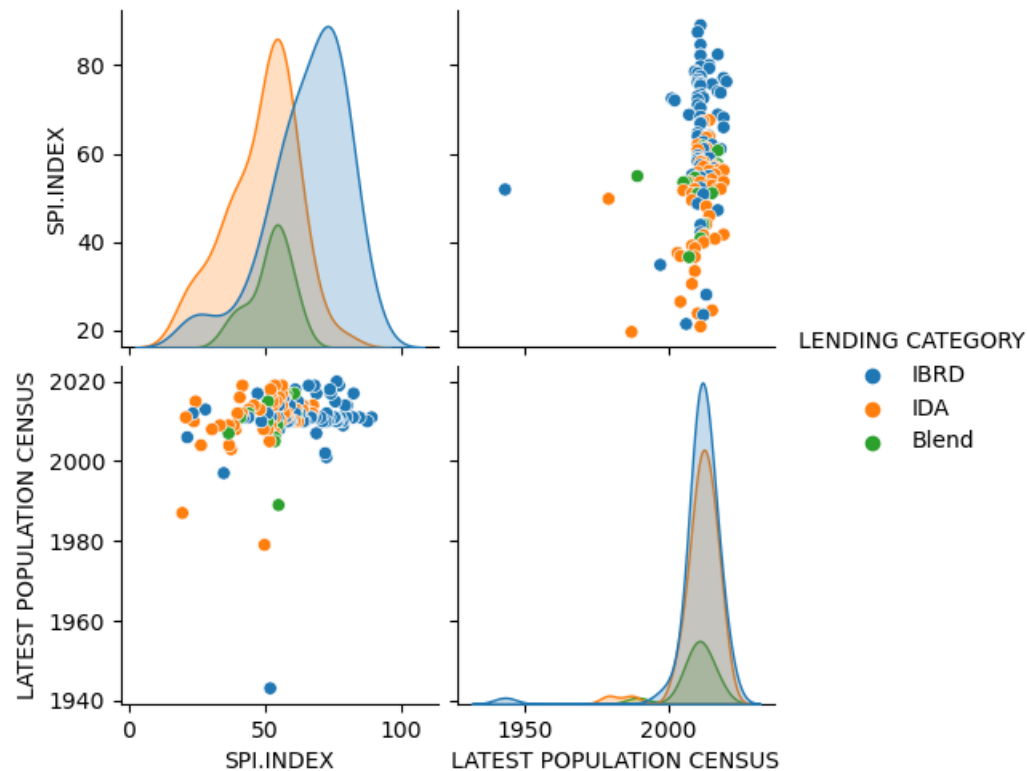 SPI.INDEX
80
60
40
20
LENDING CATEGORY
IBRD
IDA
Blend
LATEST POPULATION CENSUS
2020
2000
1980
1960
1940
0
50
100
SPI.INDEX
1950
2000
LATEST POPULATION CENSUS